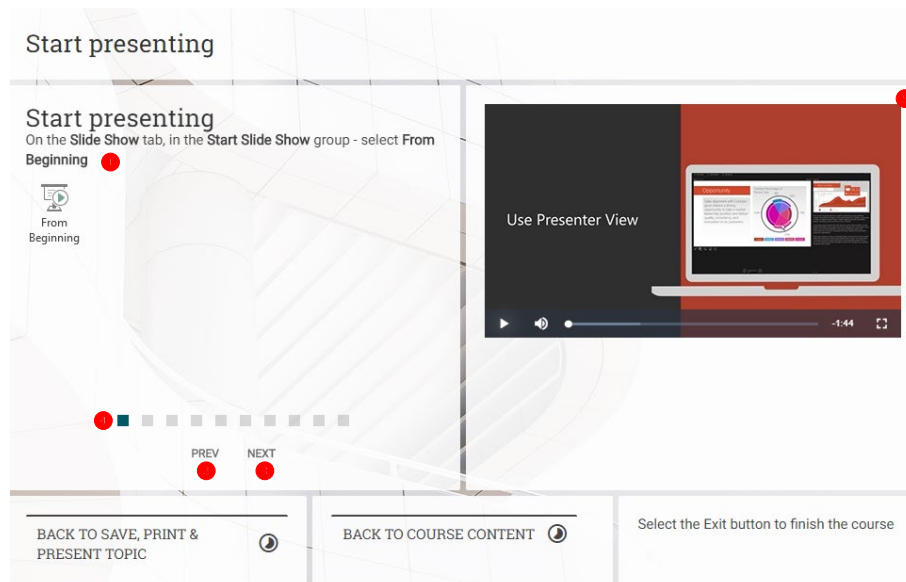 Start presenting
Start presenting
On the Slide Show tab, in the Start Slide Show group - select From
Beginning
From
Beginning
Use Presenter View
Opportunity
-1:44
PREV
NEXT
BACK TO SAVE, PRINT &
PRESENT TOPIC
BACK TO COURSE CONTENT
Select the Exit button to finish the course